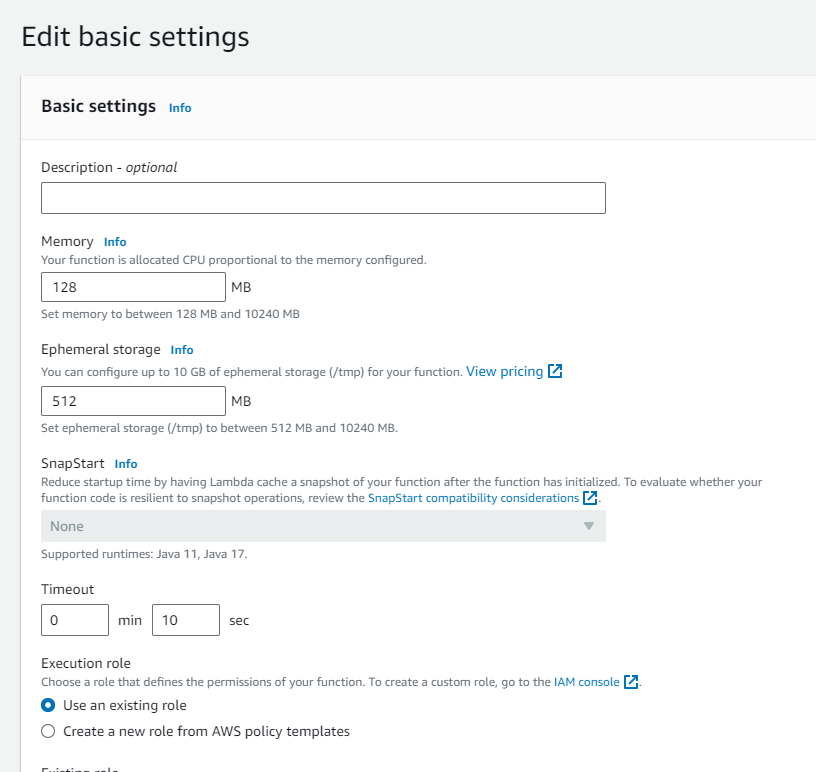 Edit basic settings
Basic settings Info
Description - optional
Memory Info
Your function is allocated CPU proportional to the memory configured.
128 MB
Set memory to between 128 MB and 10240 MB
Ephemeral storage Info
You can configure up to 10 GB of ephemeral storage (/tmp) for your function. View pricing
512 MB
Set ephemeral storage (/tmp) to between 512 MB and 10240 MB.
SnapStart Info
Reduce startup time by having Lambda cache a snapshot of your function after the function has initialized. To evaluate whether your
function code is resilient to snapshot operations, review the SnapStart compatibility considerations.
None
Supported runtimes: Java 11, Java 17.
Timeout
0 min 10 sec
Execution role
Choose a role that defines the permissions of your function. To create a custom role, go to the IAM console.
Use an existing role
Create a new role from AWS policy templates
Existing role